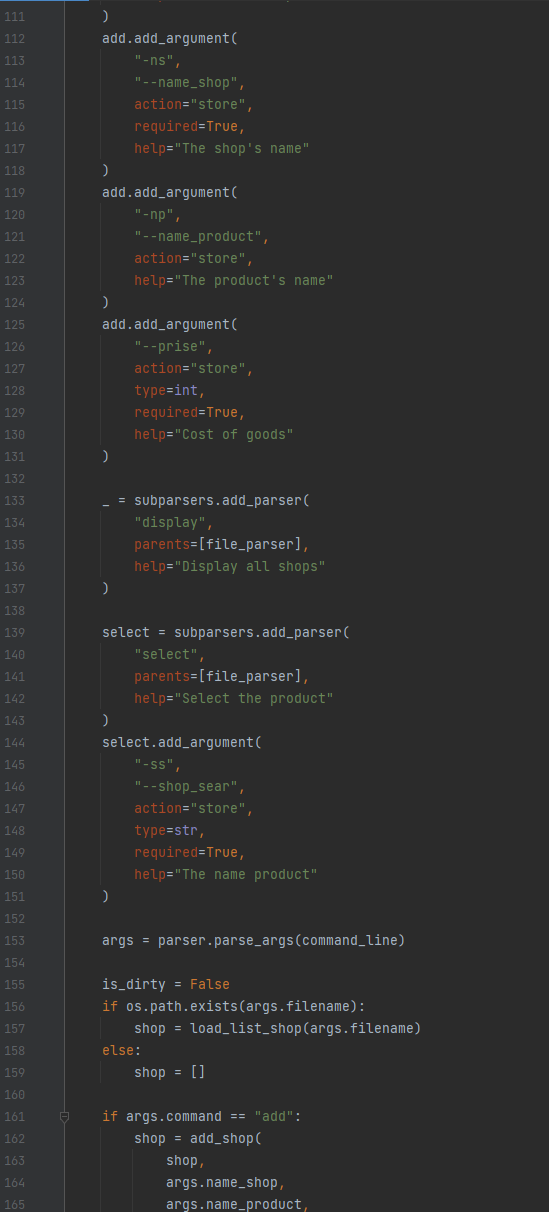 111 )
112 add.add_argument(
113 "-ns",
114 "--name_shop",
115 action="store",
116 required=True,
117 help="The shop's name"
118 )
119 add.add_argument(
120 "-np",
121 "--name_product",
122 action="store",
123 help="The product's name"
124 )
125 add.add_argument(
126 "--prise",
127 action="store",
128 type=int,
129 required=True,
130 help="Cost of goods"
131 )
132
133 _ = subparsers.add_parser(
134 "display",
135 parents=[file_parser],
136 help="Display all shops"
137 )
138
139 select = subparsers.add_parser(
140 "select",
141 parents=[file_parser],
142 help="Select the product"
143 )
144 select.add_argument(
145 "-ss",
146 "--shop_sear",
147 action="store",
148 type=str,
149 required=True,
150 help="The name product"
151 )
152
153 args = parser.parse_args(command_line)
154
155 is_dirty = False
156 if os.path.exists(args.filename):
157 shop = load_list_shop(args.filename)
158 else:
159 shop = []
160
161 if args.command == "add":
162 shop = add_shop(
163 shop,
164 args.name_shop,
165 args.name_product,